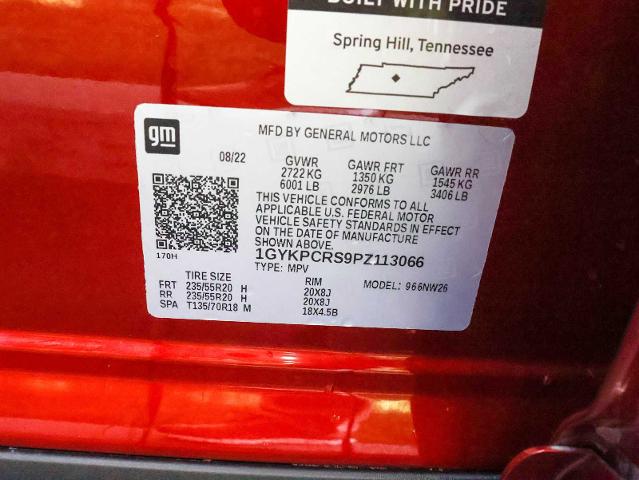 BUILT WITH PRIDE
Spring Hill, Tennessee
gm
MFD BY GENERAL MOTORS LLC
08/22 GVWR GAWR FRT GAWR RR
2722 KG 1350 KG 1545 KG
6001 LB 2976 LB 3406 LB
THIS VEHICLE CONFORMS TO ALL
APPLICABLE U.S. FEDERAL MOTOR
VEHICLE SAFETY STANDARDS IN EFFECT
ON THE DATE OF MANUFACTURE
SHOWN ABOVE.
170H
1GYKPCRS9PZ113066
TYPE: MPV MODEL: 966NW26
TIRE SIZE RIM
FRT 235/55R20 H 20X8J
RR 235/55R20 H 20X8J
SPA T135/70R18 M 18X4.5B